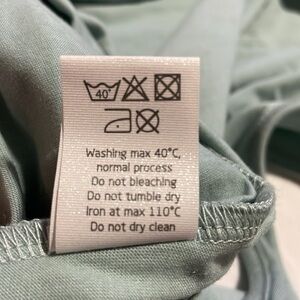 40°
Washing max 40°C,
normal process
Do not bleaching
Do not tumble dry
Iron at max 110°C
Do not dry clean